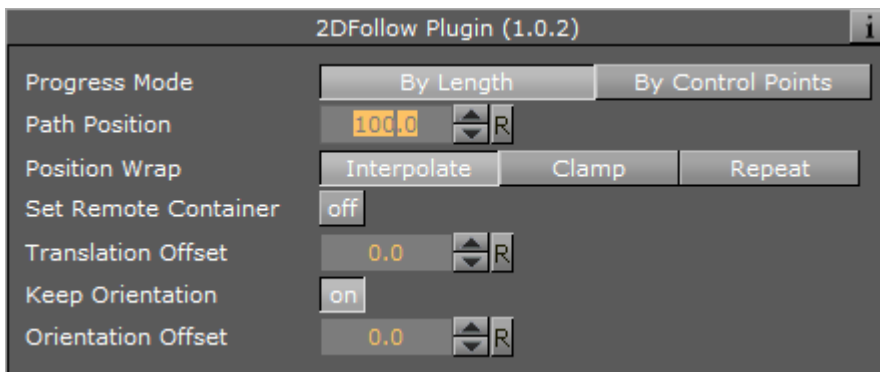 2DFollow Plugin (1.0.2) i
Progress Mode By Length By Control Points
Path Position 100.0 R
Position Wrap Interpolate Clamp Repeat
Set Remote Container off
Translation Offset 0.0 R
Keep Orientation on
Orientation Offset 0.0 R